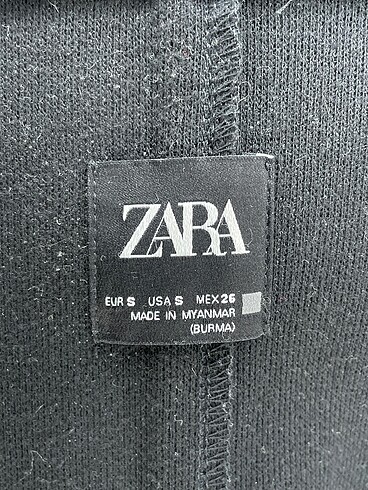 ZARA
EUR S USA S MEX 26
MADE IN MYANMAR
(BURMA)